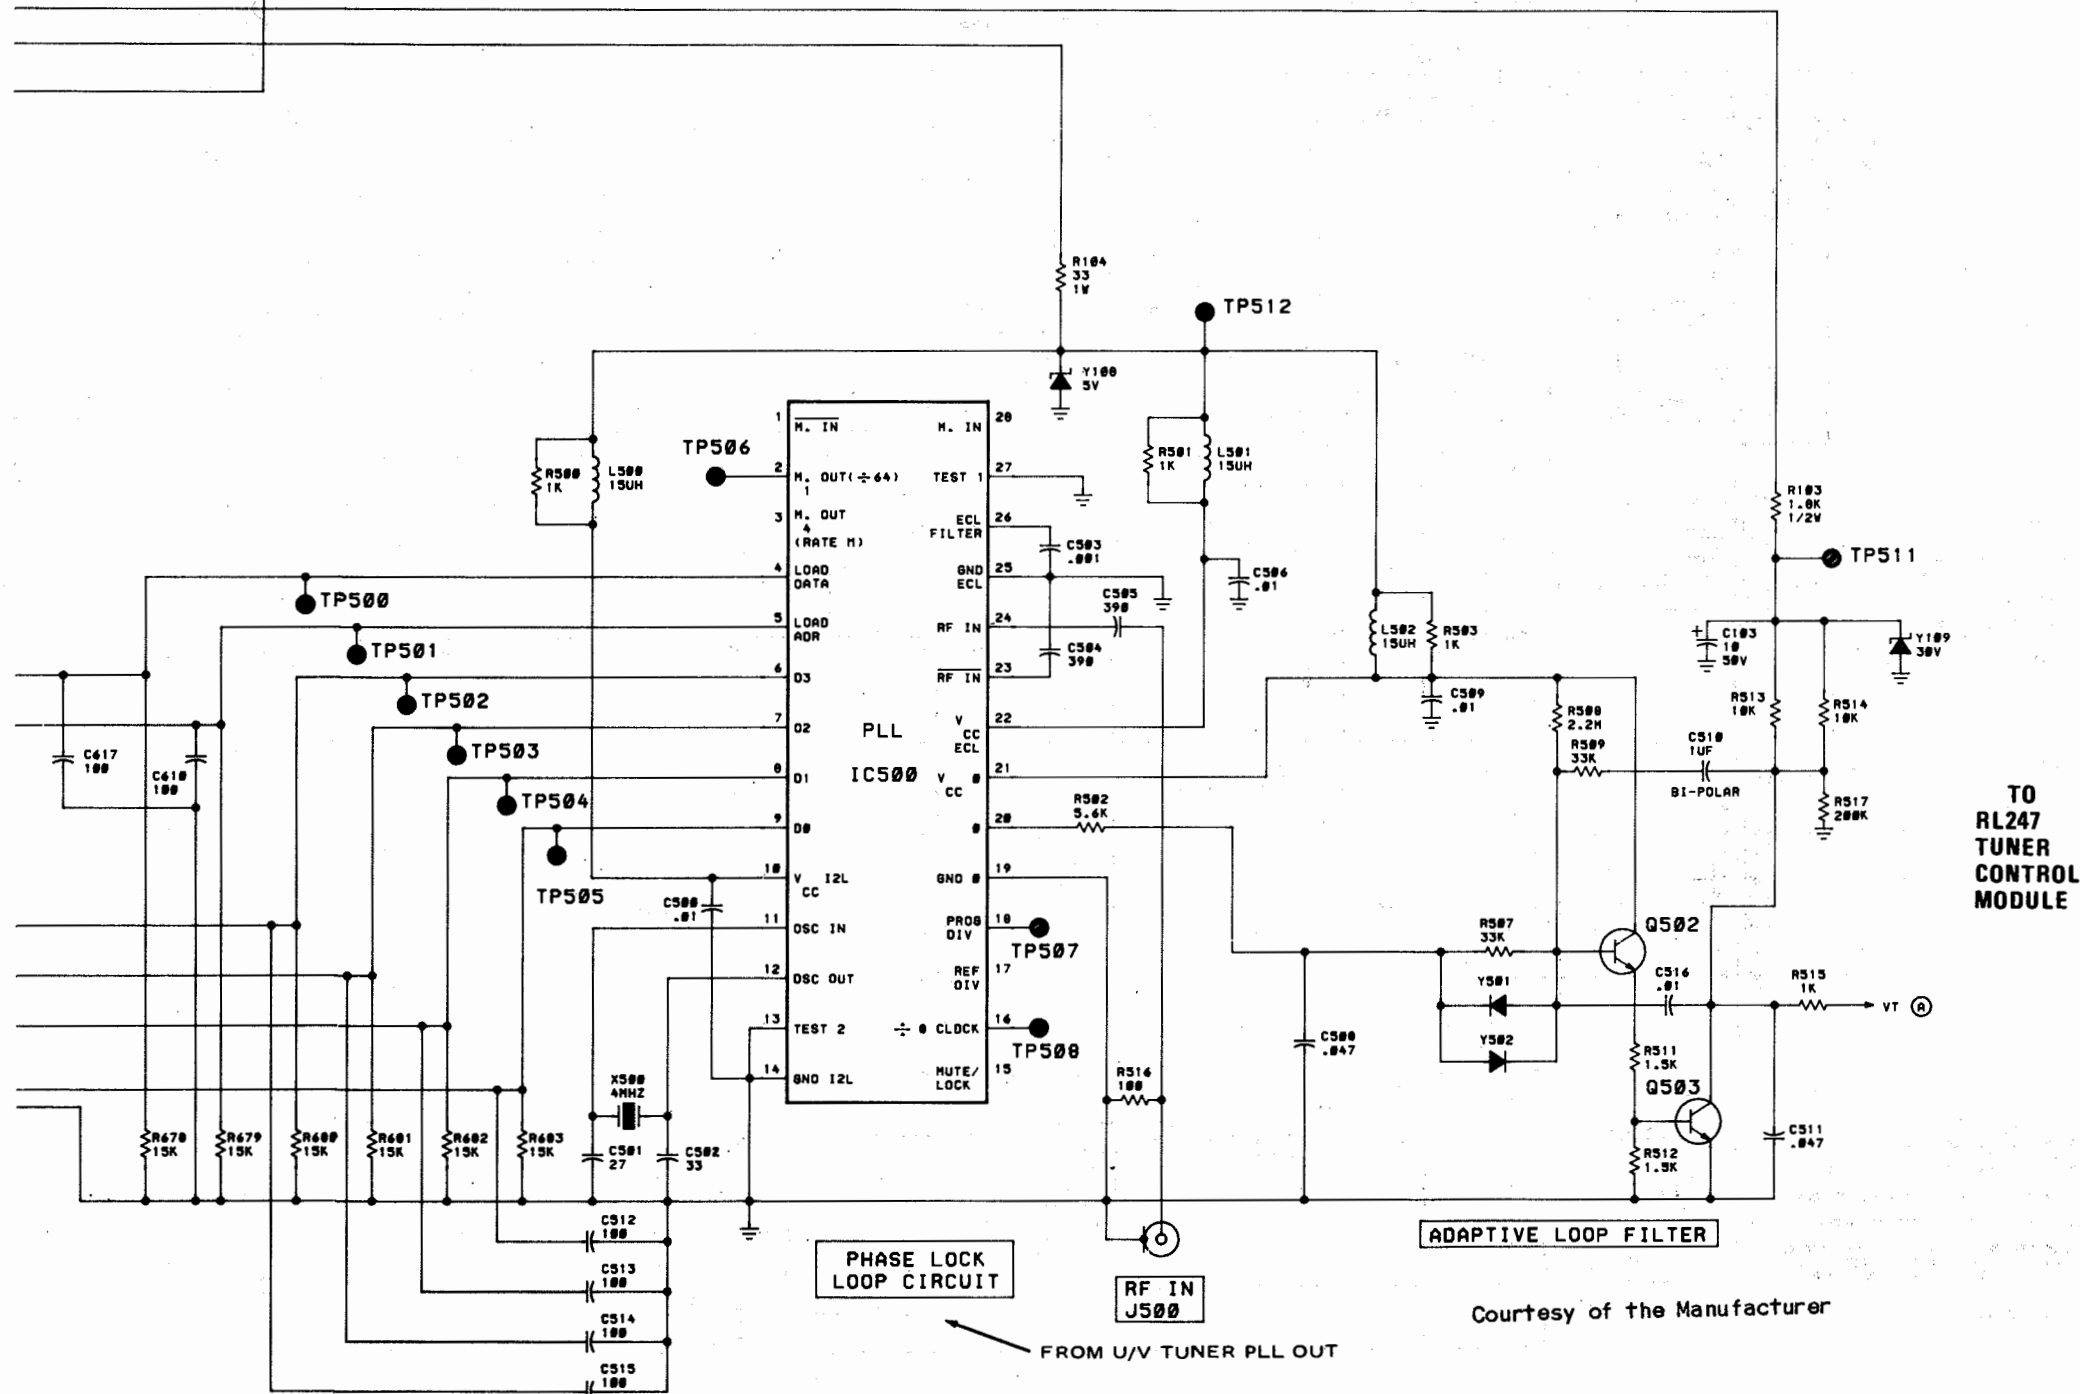 R104
33
1W
TP512
Y108
5V
1
M. IN
M. IN
28
TP506
2
M. OUT(÷64)
1
TEST 1
27
R500
1K
L500
15UH
R501
1K
L501
15UH
3
M. OUT
4
(RATE M)
ECL
FILTER
26
C503
.001
R103
1.8K
1/2W
TP511
4
LOAD
DATA
GND
ECL
25
C506
.01
TP500
C505
390
5
LOAD
ADR
RF IN
24
TP501
C504
390
L502
15UH
R503
1K
+
C103
10
50V
Y109
30V
6
D3
RF IN
23
TP502
C509
.01
R508
2.2M
R513
10K
R514
10K
7
D2
V
CC
ECL
22
PLL
IC500
TP503
C617
100
C618
100
R509
33K
C510
1UF
BI-POLAR
8
D1
V 0
CC
21
TP504
R502
5.6K
R517
200K
TO
RL247
TUNER
CONTROL
MODULE
9
D0
0
20
TP505
10
V I2L
CC
GND 0
19
C500
.01
11
OSC IN
PROG
DIV
18
TP507
R507
33K
Q502
12
OSC OUT
REF
DIV
17
Y501
C516
.01
R515
1K
VT A
13
TEST 2
÷ 8 CLOCK
16
TP508
C508
.047
Y502
R511
1.5K
14
GND I2L
MUTE/
LOCK
15
X500
4MHZ
R516
100
Q503
R678
15K
R679
15K
R680
15K
R681
15K
R682
15K
R683
15K
C501
27
C502
33
R512
1.5K
C511
.047
C512
100
C513
100
C514
100
C515
100
PHASE LOCK
LOOP CIRCUIT
RF IN
J500
ADAPTIVE LOOP FILTER
Courtesy of the Manufacturer
FROM U/V TUNER PLL OUT